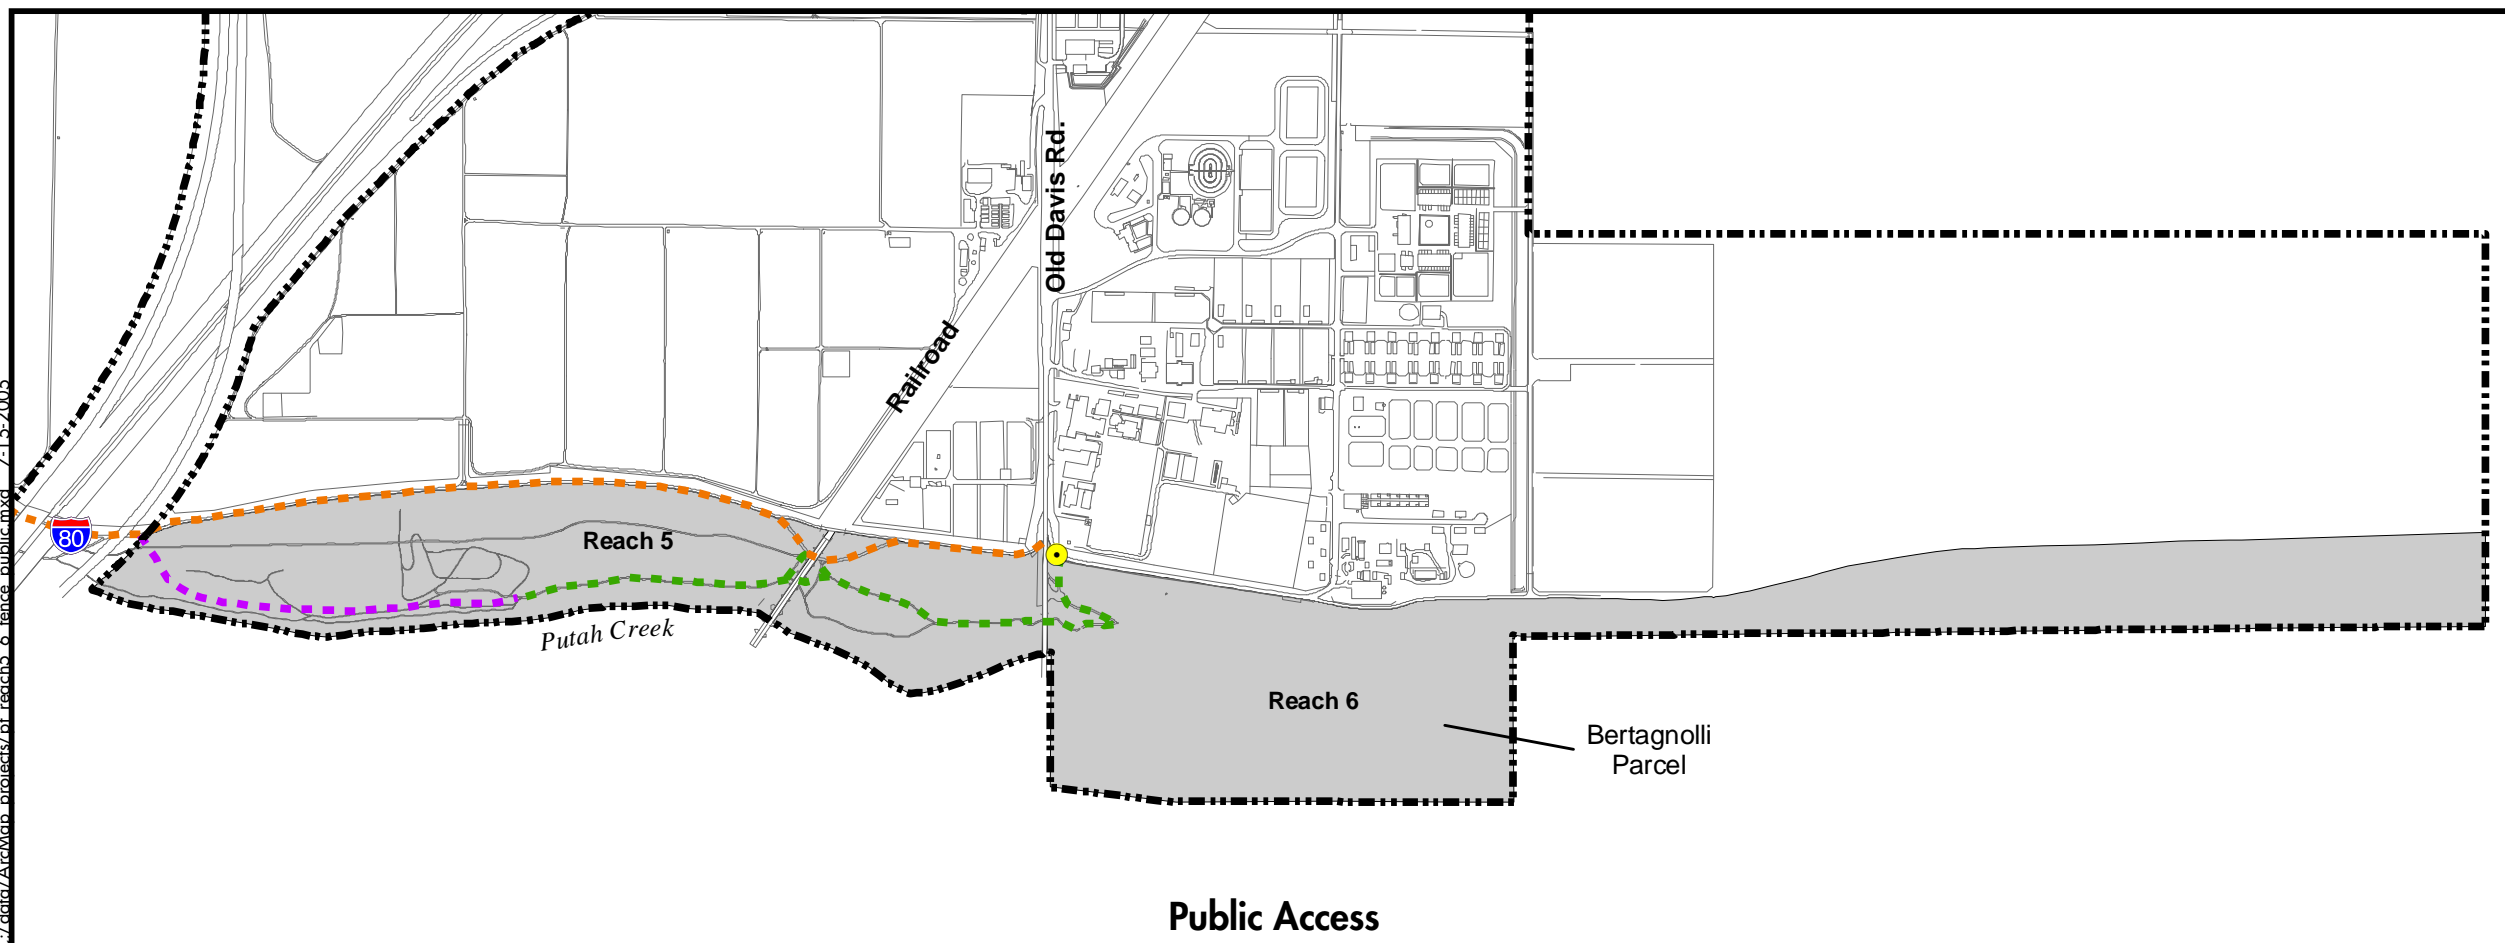 Old Davis Rd.
Railroad
80
Reach 5
Putah Creek
Reach 6
Bertagnolli
Parcel
Public Access